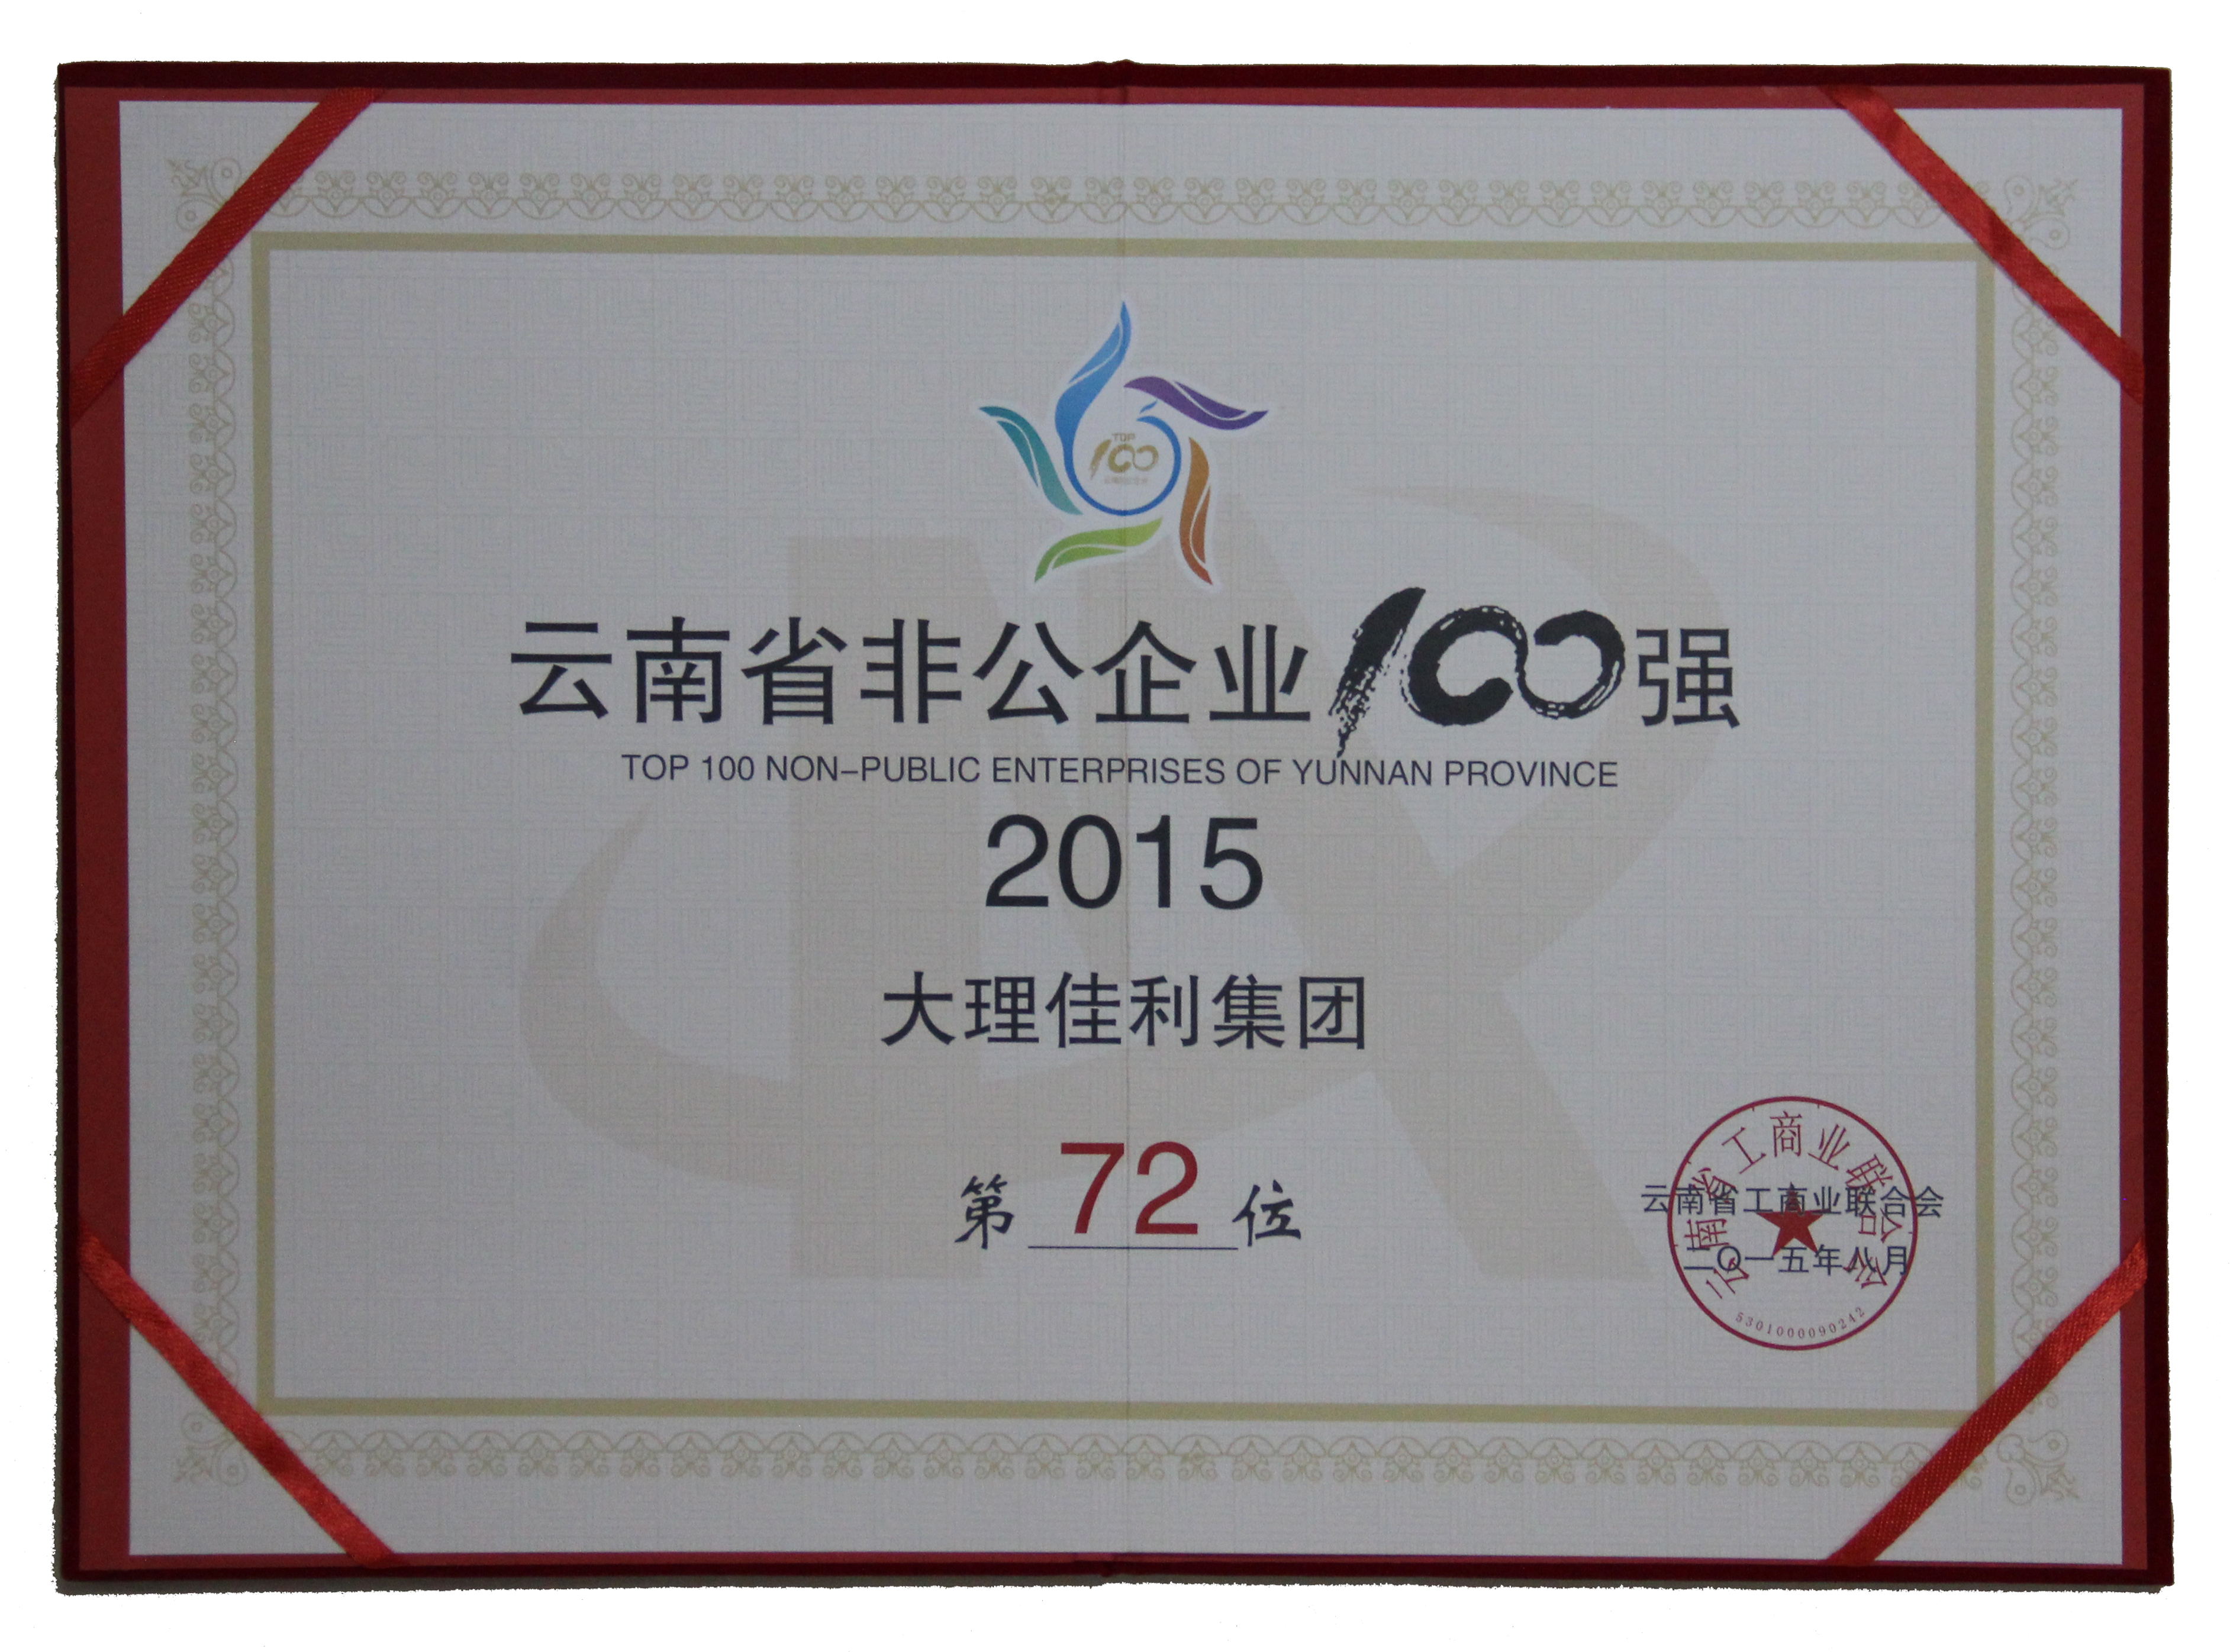 TOP
100
云南省非公企业100强
TOP 100 NON-PUBLIC ENTERPRISES OF YUNNAN PROVINCE
2015
大理佳利集团
第 72 位
云南省工商业联合会
云南省工商业联合会
二〇一五年八月
5301000090242